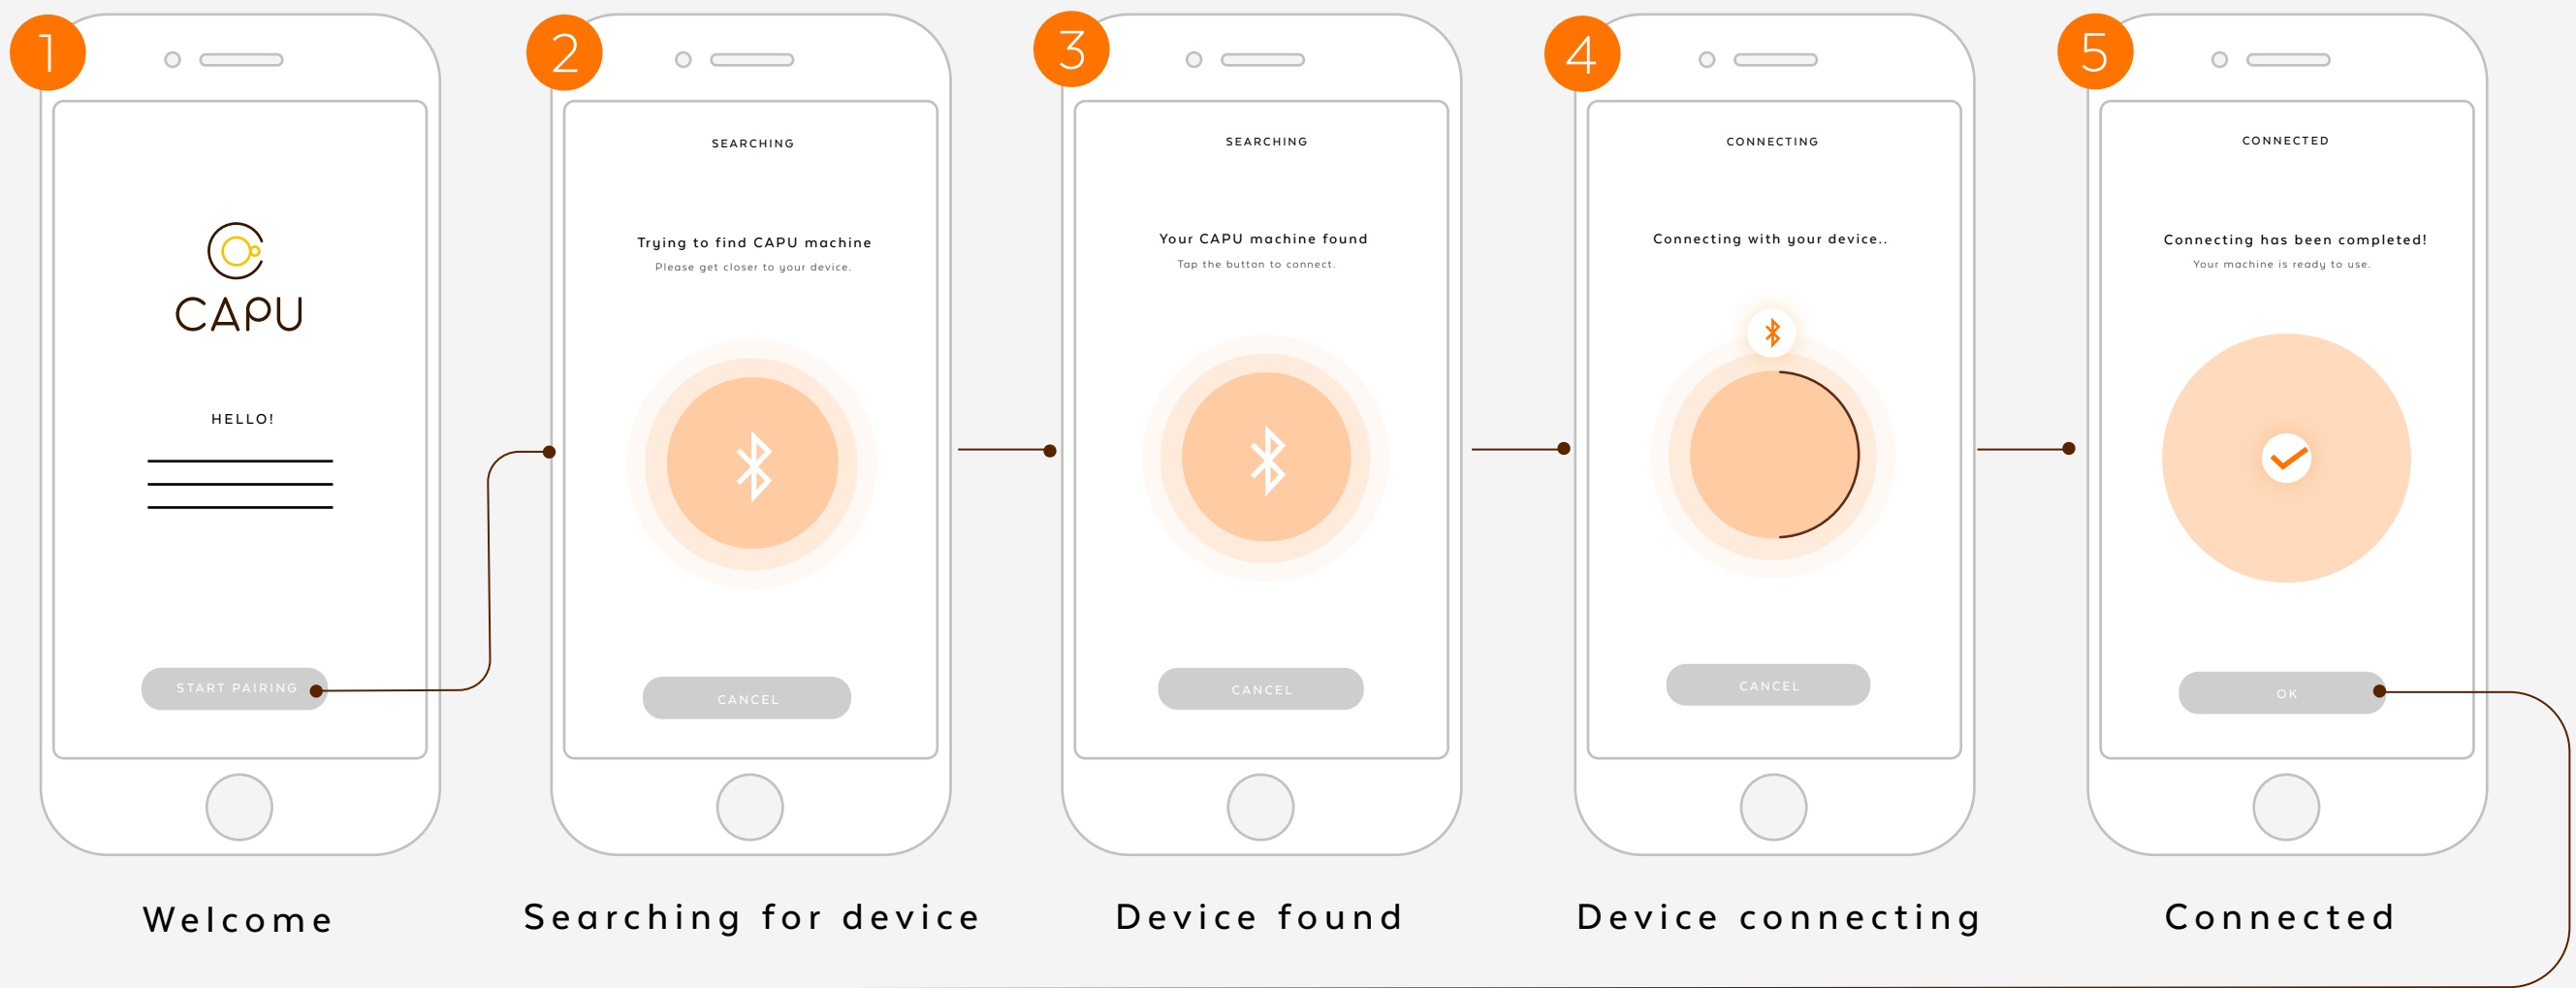 1
CAPU
HELLO!
START PAIRING
Welcome
2
SEARCHING
Trying to find CAPU machine
Please get closer to your device.
CANCEL
Searching for device
3
SEARCHING
Your CAPU machine found
Tap the button to connect.
CANCEL
Device found
4
CONNECTING
Connecting with your device..
CANCEL
Device connecting
5
CONNECTED
Connecting has been completed!
Your machine is ready to use.
OK
Connected